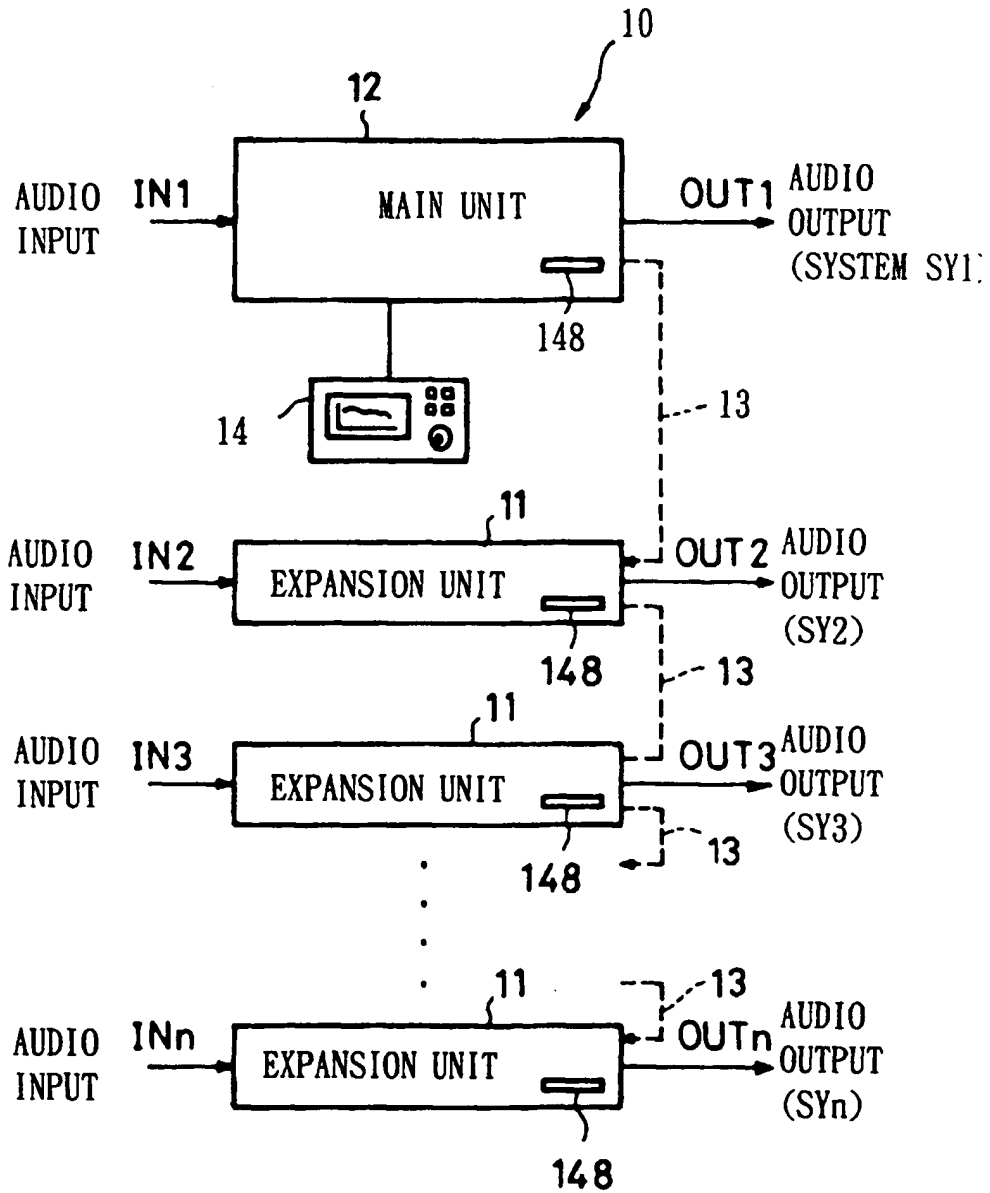 10
12
AUDIO INPUT IN1
MAIN UNIT
OUT1 AUDIO OUTPUT (SYSTEM SY1)
148
13
14
11
AUDIO INPUT IN2
EXPANSION UNIT
OUT2 AUDIO OUTPUT (SY2)
148
13
11
AUDIO INPUT IN3
EXPANSION UNIT
OUT3 AUDIO OUTPUT (SY3)
148
13
11
13
AUDIO INPUT INn
EXPANSION UNIT
OUTn AUDIO OUTPUT (SYn)
148